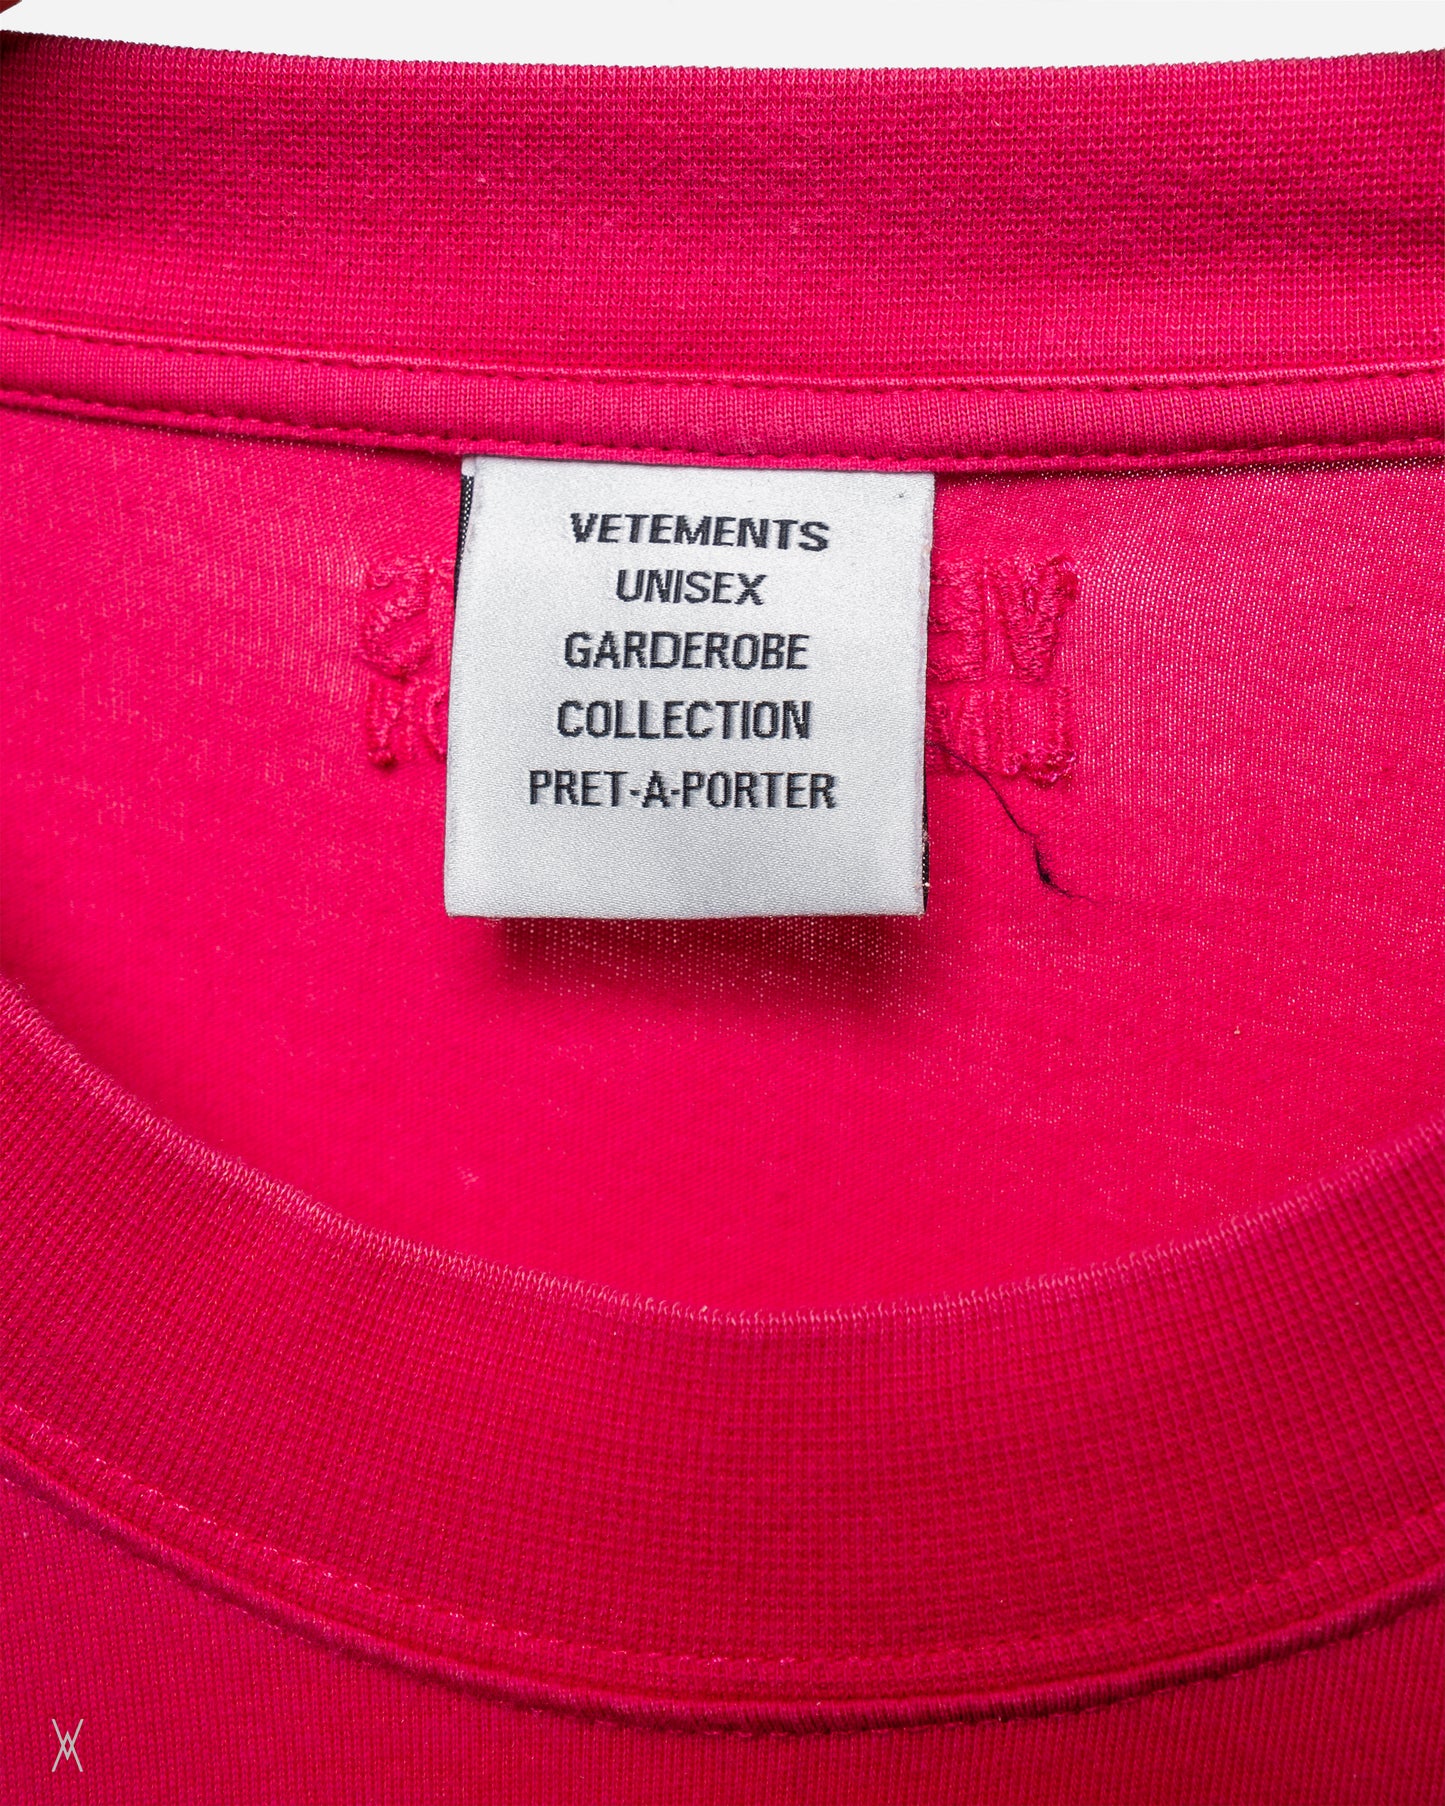 VETEMENTS
UNISEX
GARDEROBE
COLLECTION
PRET-A-PORTER